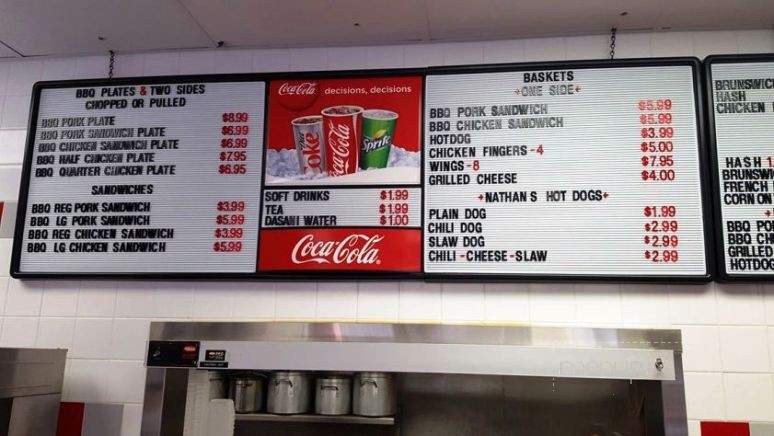 BBQ PLATES & TWO SIDES
CHOPPED OR PULLED
BBQ PORK PLATE $8.99
BBQ PORK SANDWICH PLATE $6.99
BBQ CHICKEN SANDWICH PLATE $6.99
BBQ HALF CHICKEN PLATE $7.95
BBQ QUARTER CHICKEN PLATE $6.95
SANDWICHES
BBQ REG PORK SANDWICH $3.99
BBQ LG PORK SANDWICH $5.99
BBQ REG CHICKEN SANDWICH $3.99
BBQ LG CHICKEN SANDWICH $5.99
Coca-Cola decisions, decisions
Coke
Coca-Cola
Sprite
SOFT DRINKS $1.99
TEA $1.99
DASANI WATER $1.00
Coca-Cola
BASKETS
+ONE SIDE+
BBQ PORK SANDWICH $5.99
BBQ CHICKEN SANDWICH $5.99
HOTDOG $3.99
CHICKEN FINGERS-4 $5.00
WINGS-8 $7.95
GRILLED CHEESE $4.00
+NATHAN S HOT DOGS+
PLAIN DOG $1.99
CHILI DOG $2.99
SLAW DOG $2.99
CHILI-CHEESE-SLAW $2.99
BRUNSWIC
HASH
CHICKEN
HASH 1
BRUNSW
FRENCH
CORN ON
BBQ PO
BBQ CH
GRILLED
HOTDOG